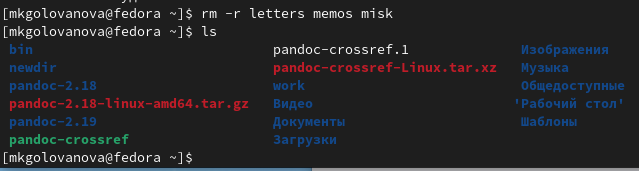 [mkgolovanova@fedora ~]$ rm -r letters memos misk
[mkgolovanova@fedora ~]$ ls
bin pandoc-crossref.1 Изображения
newdir pandoc-crossref-Linux.tar.xz Музыка
pandoc-2.18 work Общедоступные
pandoc-2.18-linux-amd64.tar.gz Видео 'Рабочий стол'
pandoc-2.19 Документы Шаблоны
pandoc-crossref Загрузки
[mkgolovanova@fedora ~]$